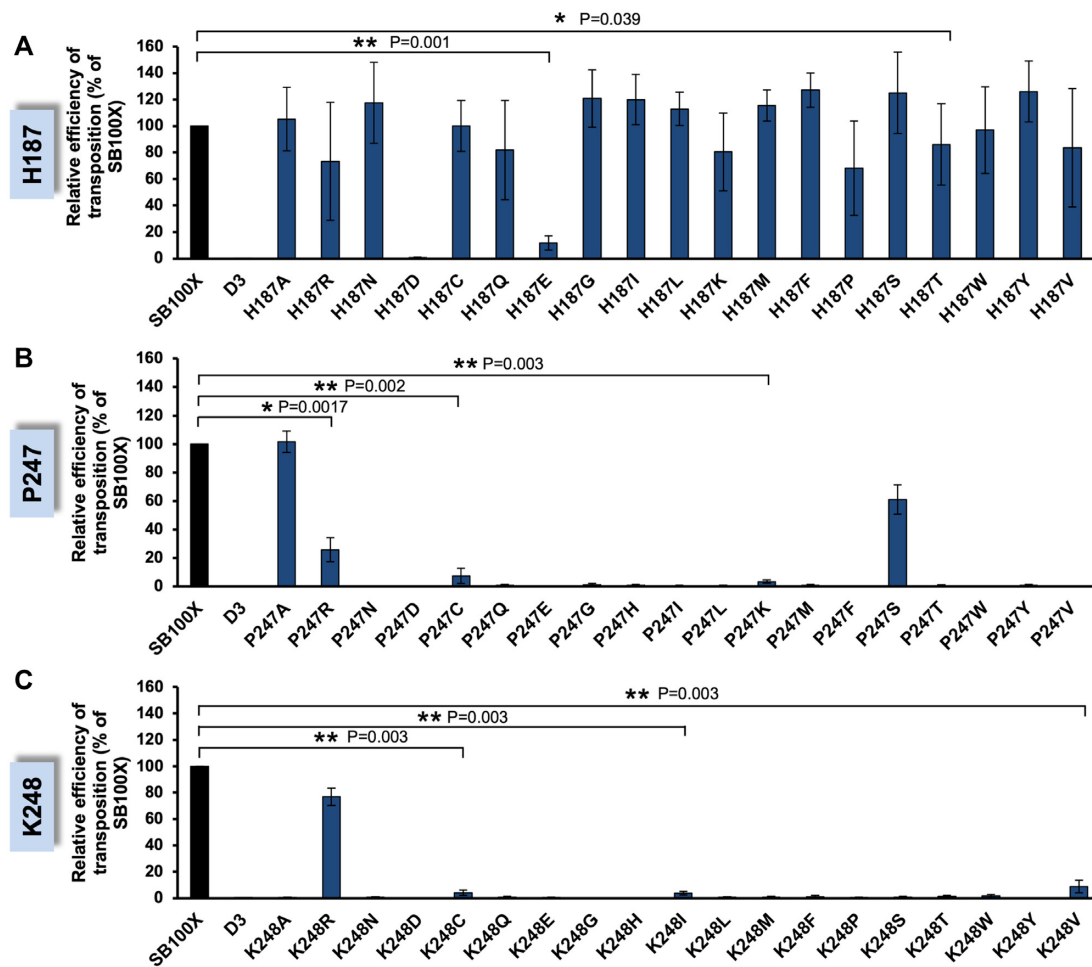 A
H187
Relative efficiency of
transposition (% of
SB100X)
160
140
120
100
80
60
40
20
0
* P=0.039
** P=0.001
SB100X D3 H187A H187R H187N H187D H187C H187Q H187E H187G H187I H187L H187K H187M H187F H187P H187S H187T H187W H187Y H187V
B
P247
Relative efficiency of
transposition (% of
SB100X)
160
140
120
100
80
60
40
20
0
** P=0.003
** P=0.002
* P=0.0017
SB100X D3 P247A P247R P247N P247D P247C P247Q P247E P247G P247H P247I P247L P247K P247M P247F P247S P247T P247W P247Y P247V
C
K248
Relative efficiency of
transposition (% of
SB100X)
160
140
120
100
80
60
40
20
0
** P=0.003
** P=0.003
** P=0.003
SB100X D3 K248A K248R K248N K248D K248C K248Q K248E K248G K248H K248I K248L K248M K248F K248P K248S K248T K248W K248Y K248V